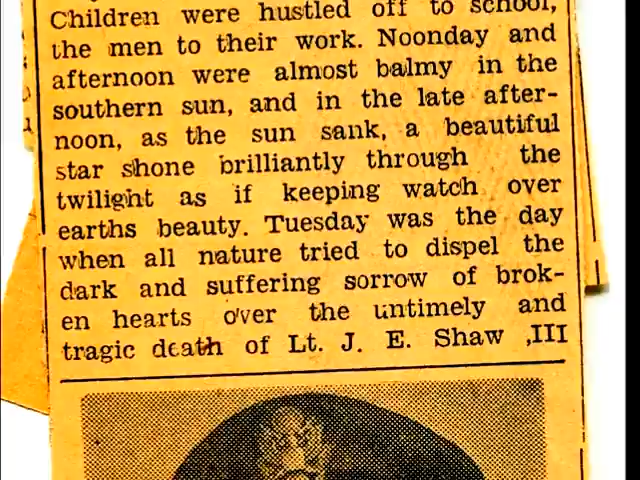 Children were hustled off to school,
the men to their work. Noonday and
afternoon were almost balmy in the
southern sun, and in the late after-
noon, as the sun sank, a beautiful
star shone brilliantly through the
twilight as if keeping watch over
earths beauty. Tuesday was the day
when all nature tried to dispel the
dark and suffering sorrow of brok-
en hearts over the untimely and
tragic death of Lt. J. E. Shaw ,III